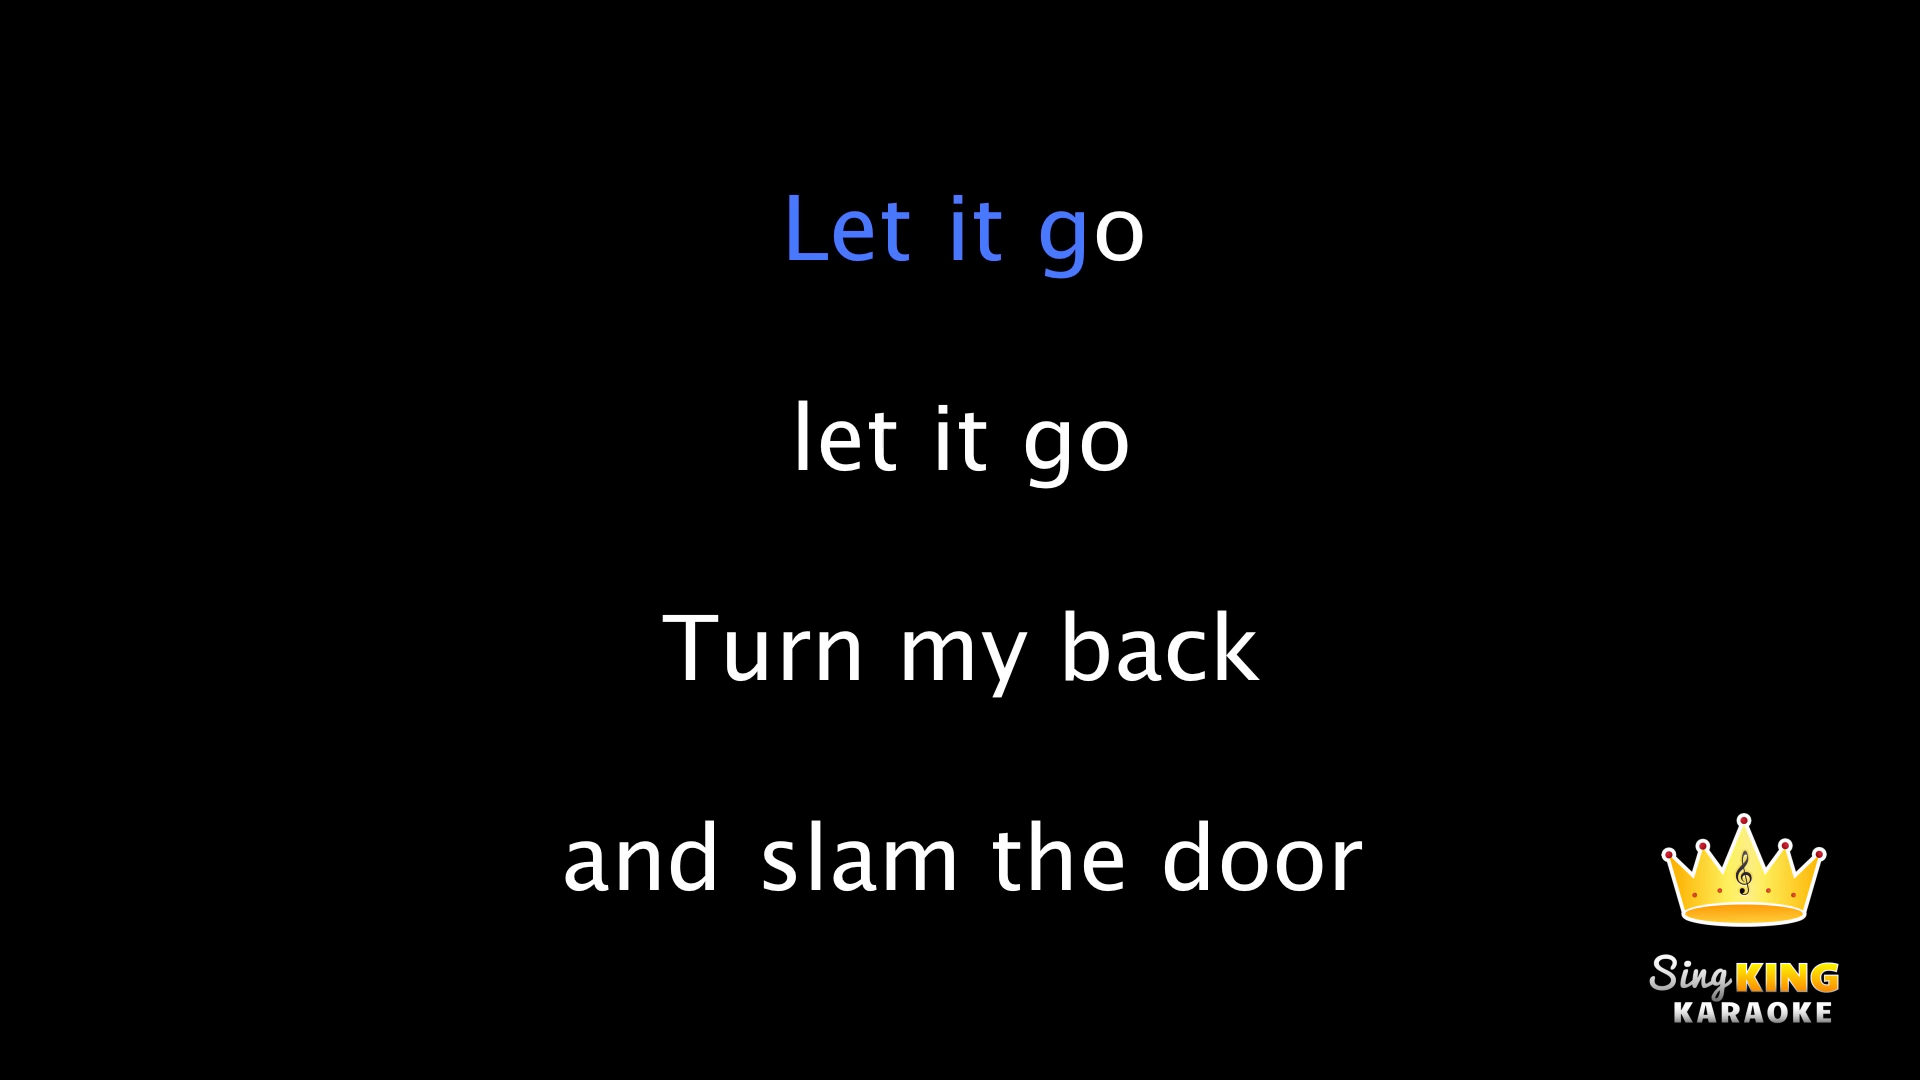 Let it go
let it go
Turn my back
and slam the door
Sing KING
KARAOKE